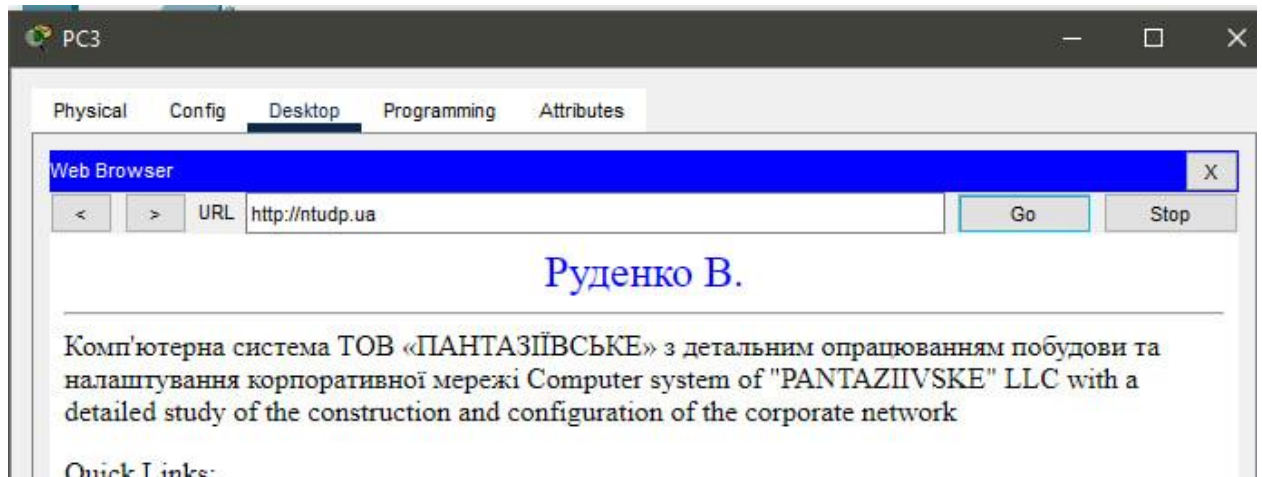 PC3
Physical Config Desktop Programming Attributes
Web Browser X
< > URL http://ntudp.ua Go Stop
Руденко В.
Комп'ютерна система ТОВ «ПАНТАЗІЇВСЬКЕ» з детальним опрацюванням побудови та
налаштування корпоративної мережі Computer system of "PANTAZIIVSKE" LLC with a
detailed study of the construction and configuration of the corporate network
Quick Links: